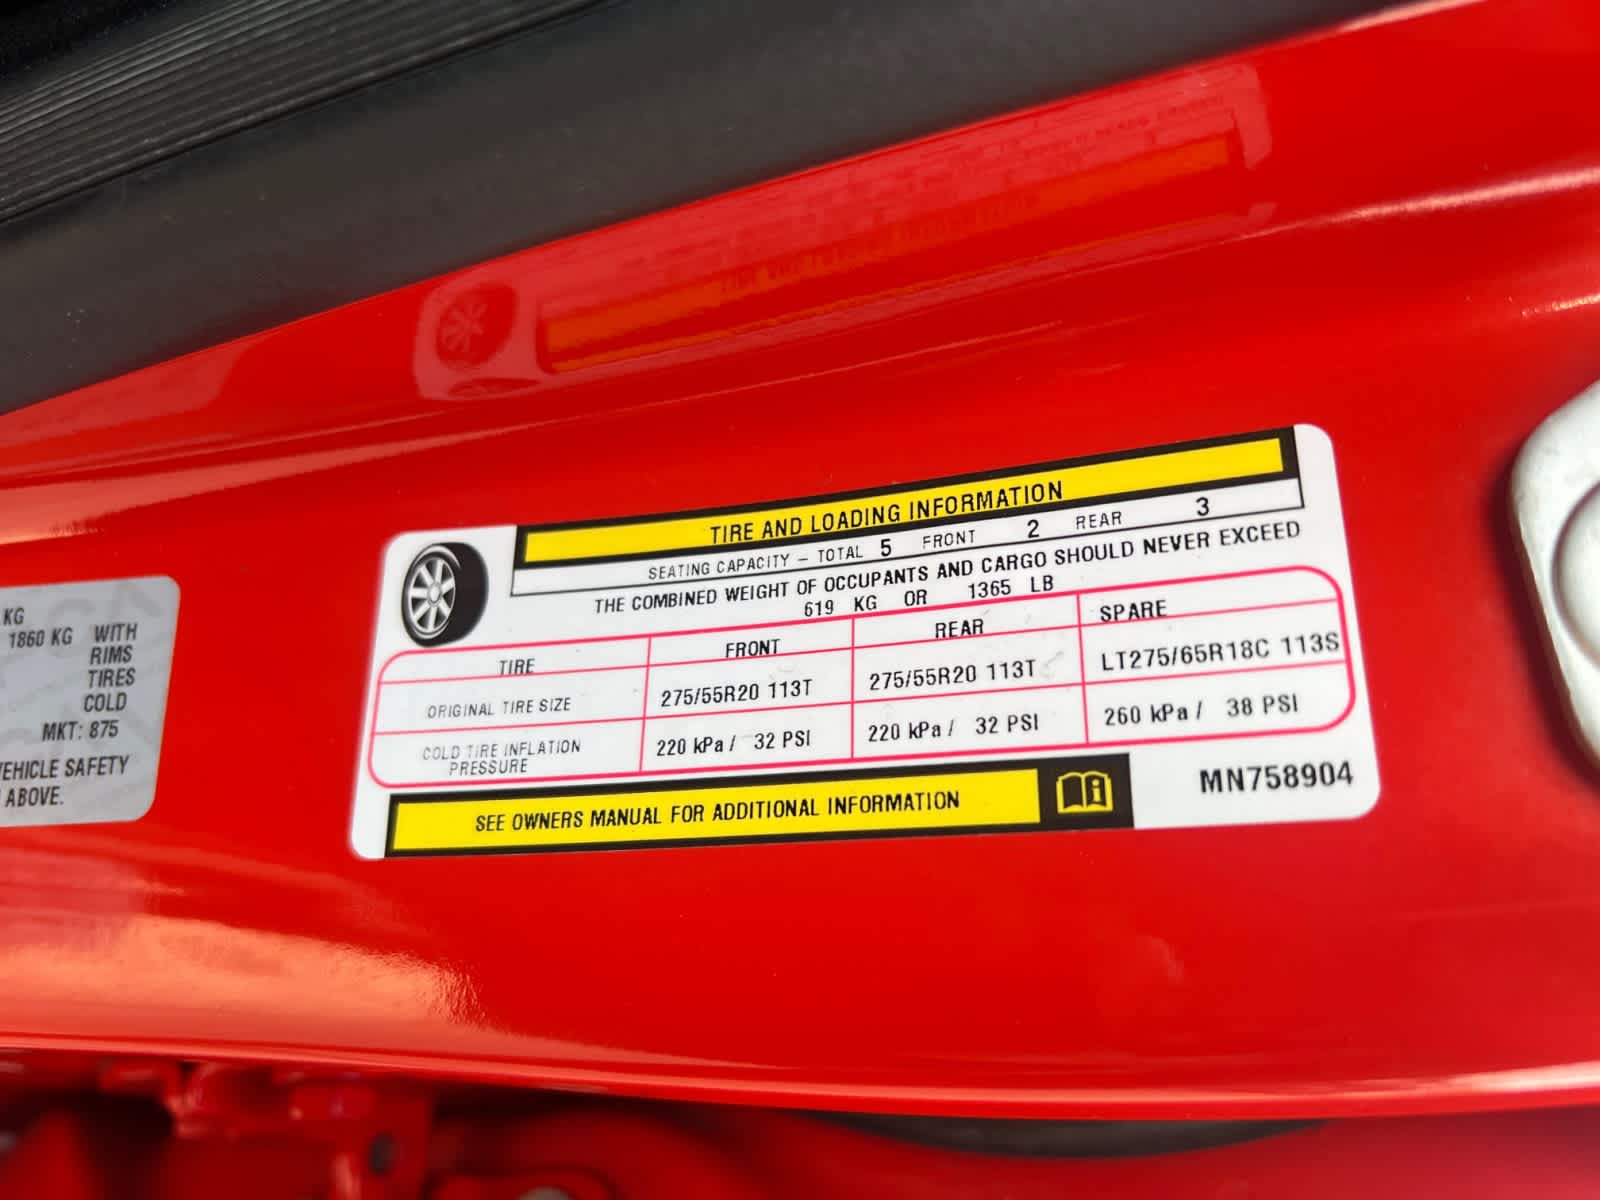 KG
1860 KG WITH
RIMS
TIRES
COLD
MKT: 875
VEHICLE SAFETY
ABOVE.
TIRE AND LOADING INFORMATION
SEATING CAPACITY – TOTAL 5 FRONT 2 REAR 3
THE COMBINED WEIGHT OF OCCUPANTS AND CARGO SHOULD NEVER EXCEED
619 KG OR 1365 LB
TIRE FRONT REAR SPARE
ORIGINAL TIRE SIZE 275/55R20 113T 275/55R20 113T LT275/65R18C 113S
COLD TIRE INFLATION
PRESSURE 220 kPa / 32 PSI 220 kPa / 32 PSI 260 kPa / 38 PSI
SEE OWNERS MANUAL FOR ADDITIONAL INFORMATION
MN758904